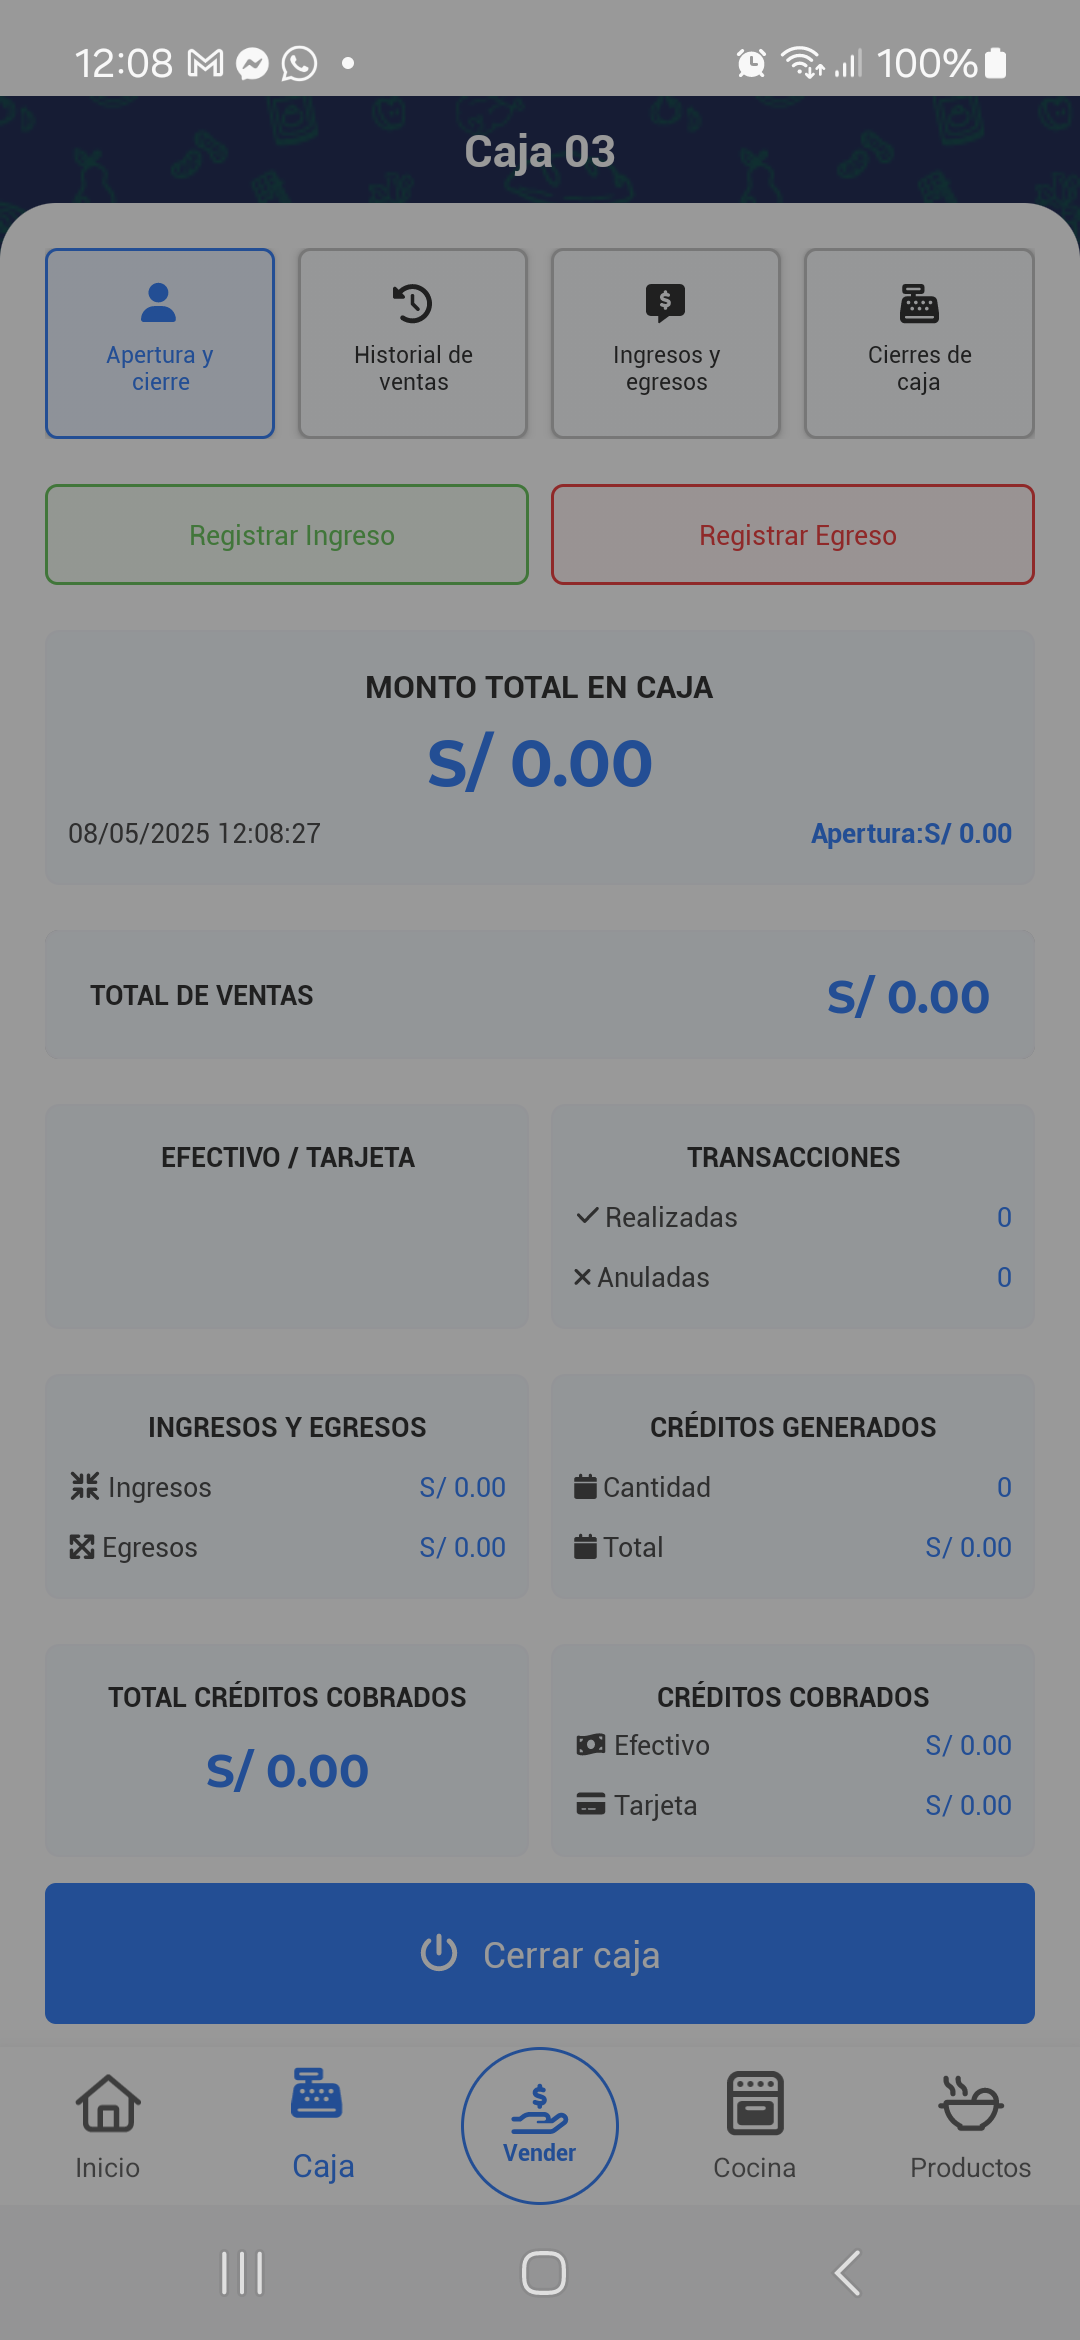 12:08
100%
Caja 03
Apertura y
cierre
Historial de
ventas
Ingresos y
egresos
Cierres de
caja
Registrar Ingreso
Registrar Egreso
MONTO TOTAL EN CAJA
S/ 0.00
08/05/2025 12:08:27
Apertura:S/ 0.00
TOTAL DE VENTAS
S/ 0.00
EFECTIVO / TARJETA
TRANSACCIONES
Realizadas 0
Anuladas 0
INGRESOS Y EGRESOS
Ingresos S/ 0.00
Egresos S/ 0.00
CRÉDITOS GENERADOS
Cantidad 0
Total S/ 0.00
TOTAL CRÉDITOS COBRADOS
S/ 0.00
CRÉDITOS COBRADOS
Efectivo S/ 0.00
Tarjeta S/ 0.00
Cerrar caja
Inicio
Caja
Vender
Cocina
Productos